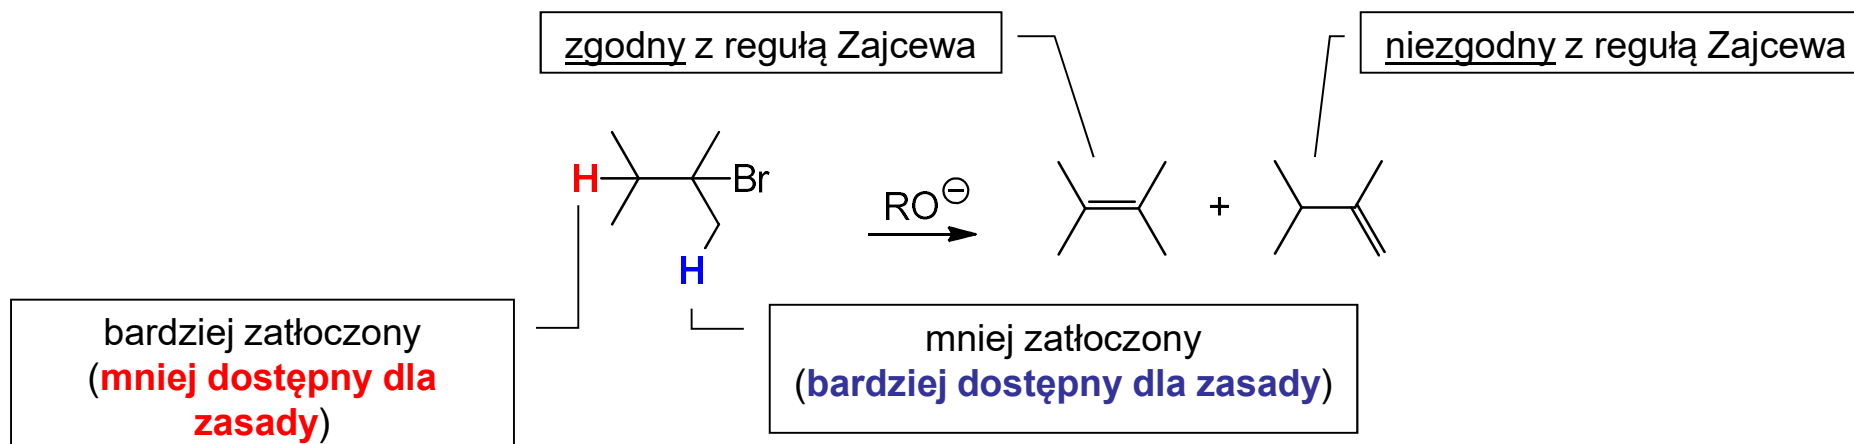 zgodny z regułą Zajcewa
niezgodny z regułą Zajcewa
H
Br
RO⊖
+
H
bardziej zatłoczony
(mniej dostępny dla
zasady)
mniej zatłoczony
(bardziej dostępny dla zasady)